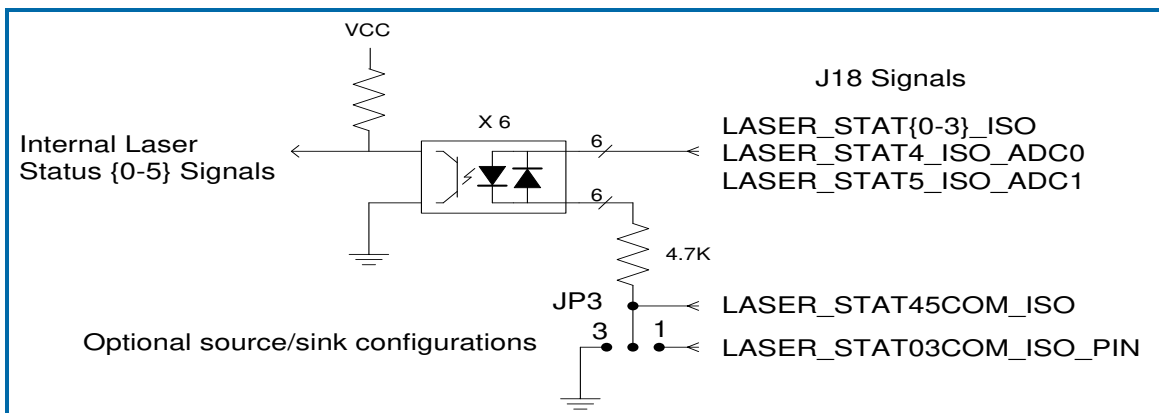 VCC
J18 Signals
X 6
Internal Laser
Status {0-5} Signals
6
LASER_STAT{0-3}_ISO
LASER_STAT4_ISO_ADC0
LASER_STAT5_ISO_ADC1
6
4.7K
JP3
LASER_STAT45COM_ISO
Optional source/sink configurations
3
1
LASER_STAT03COM_ISO_PIN